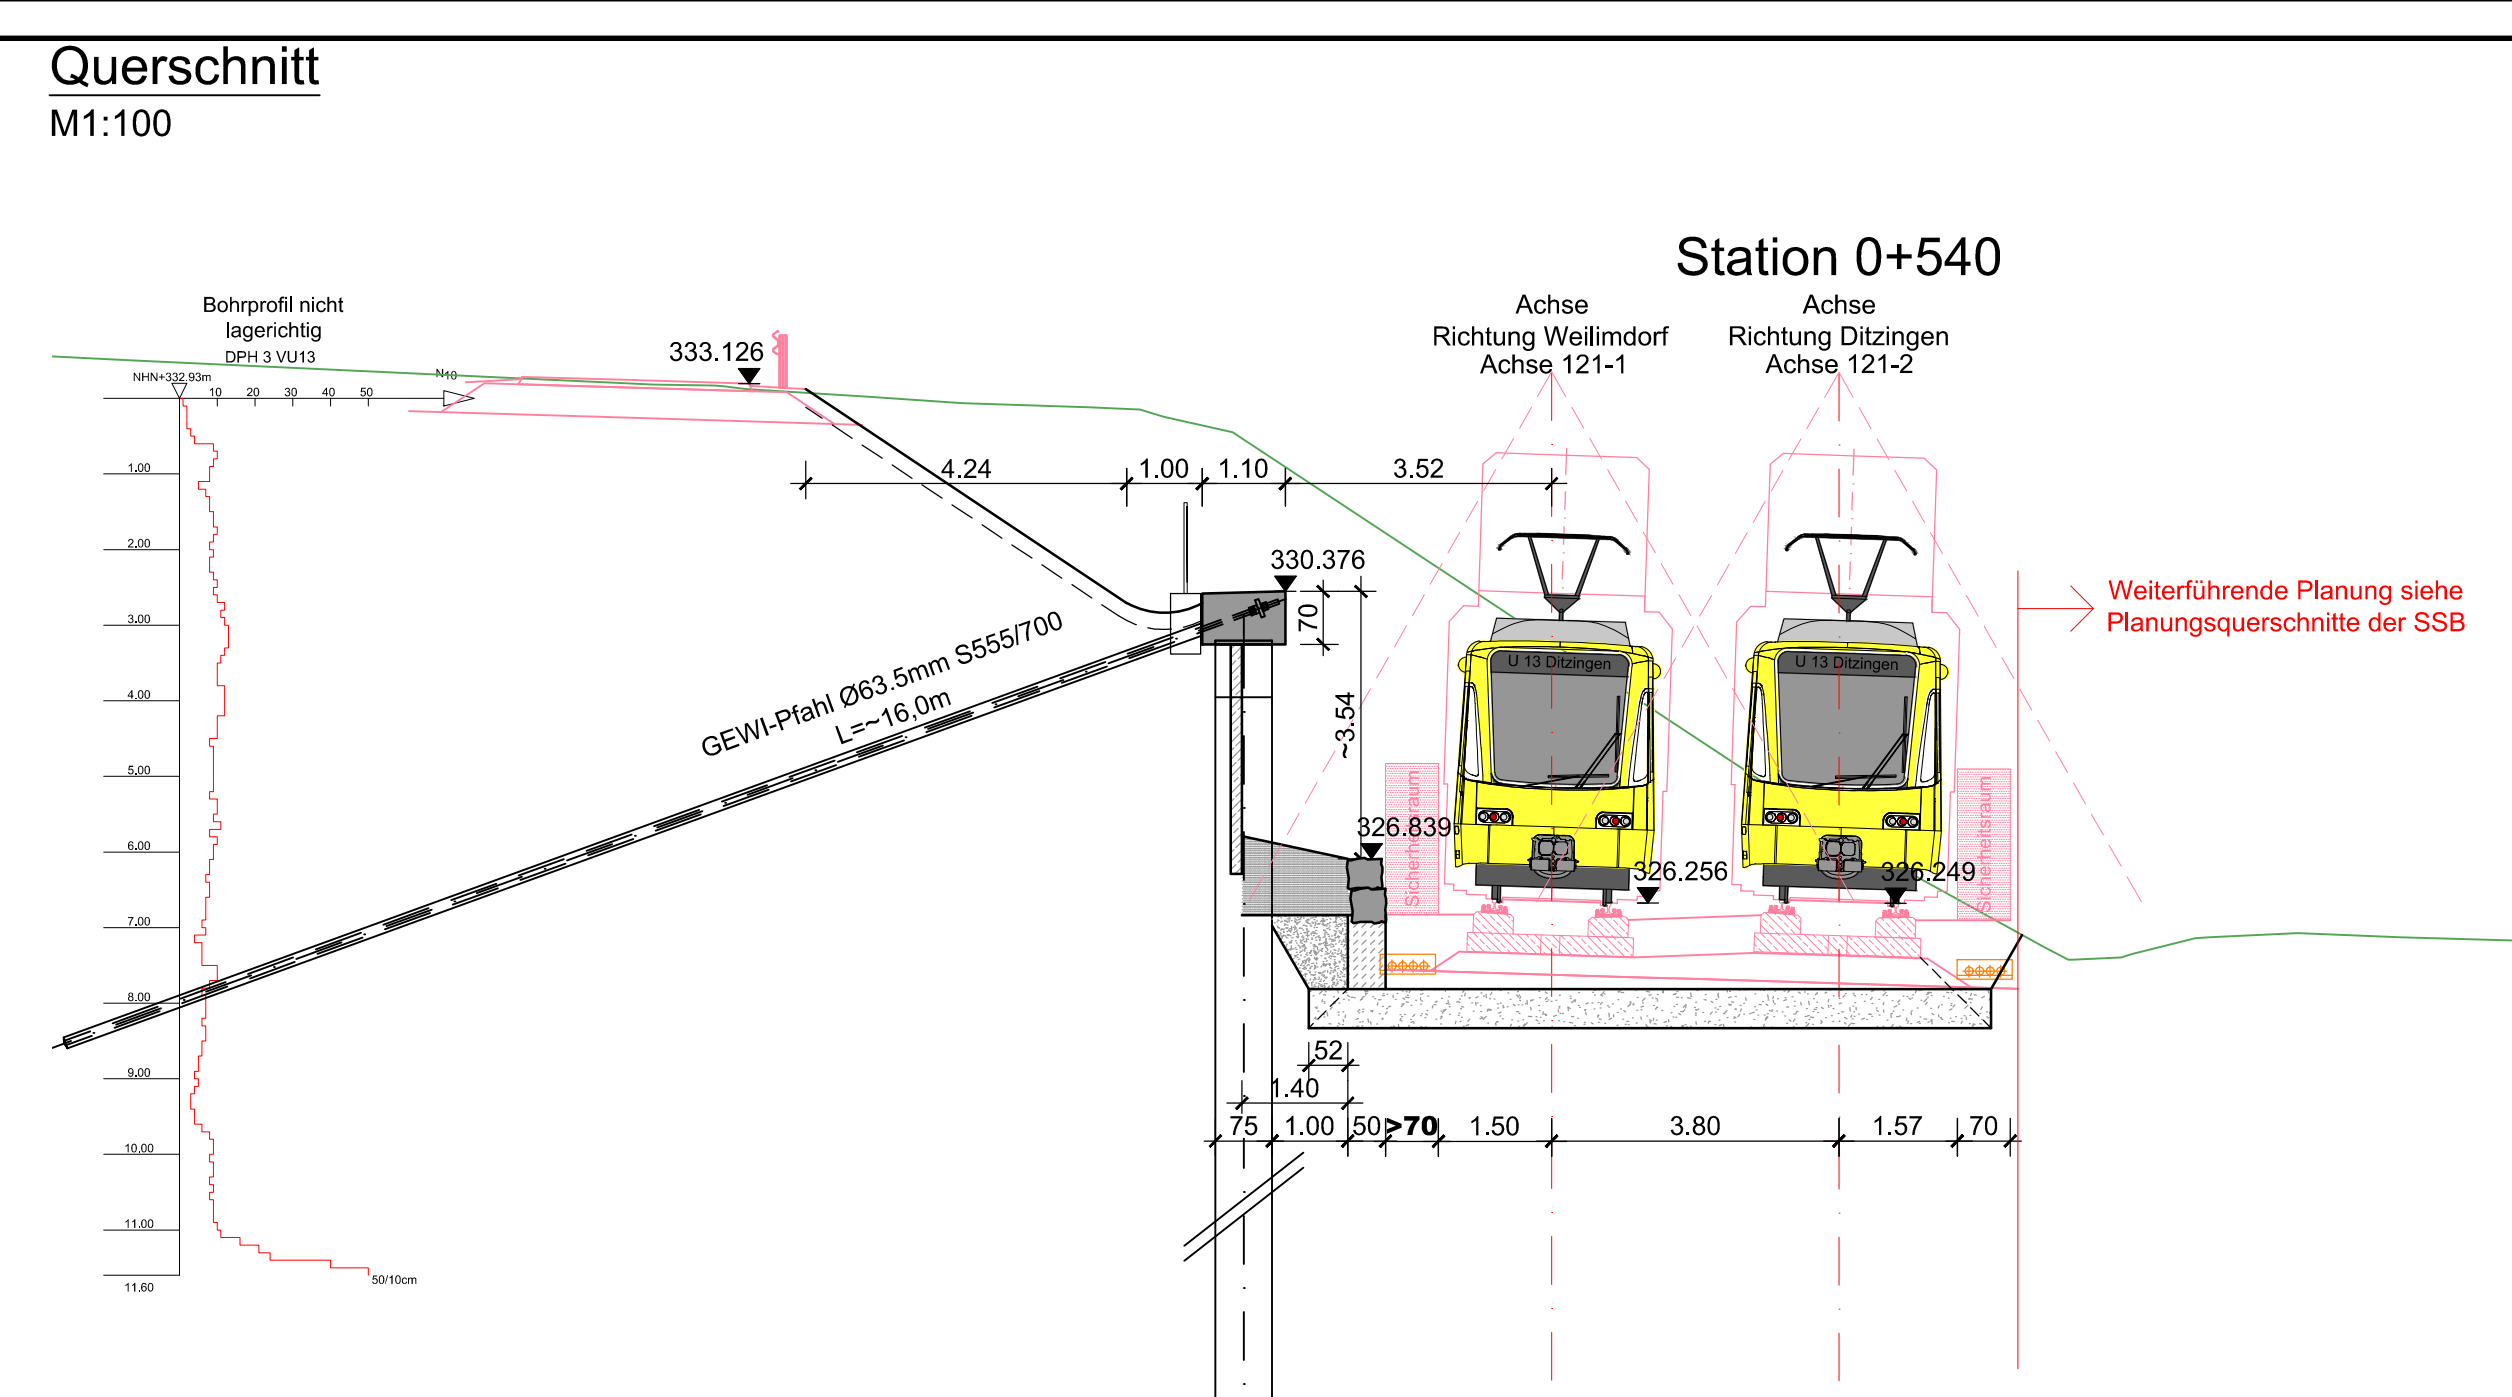 Querschnitt
M1:100
Station 0+540
Bohrprofil nicht
lagerichtig
DPH 3 VU13
NHN+332.93m
10
20
30
40
50
N10
333.126
Achse
Richtung Weilimdorf
Achse 121-1
Achse
Richtung Ditzingen
Achse 121-2
1.00
2.00
3.00
4.00
5.00
6.00
7.00
8.00
9.00
10.00
11.00
11.60
50/10cm
4.24
1.00
1.10
3.52
330.376
70
~3.54
GEWI-Pfahl Ø63.5mm S555/700
L=~16,0m
Weiterführende Planung siehe
Planungsquerschnitte der SSB
U 13 Ditzingen
U 13 Ditzingen
Sicherheitsraum
Sicherheitsraum
326.839
326.256
326.249
52
1.40
75
1.00
50
>70
1.50
3.80
1.57
70